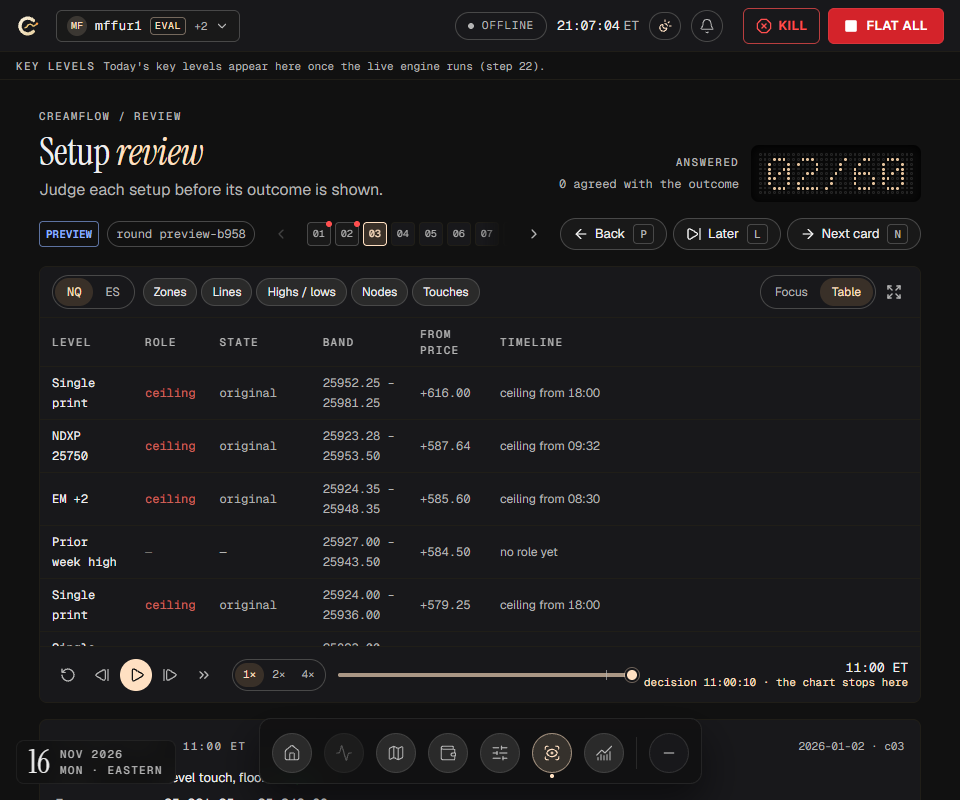 MF mffur1 EVAL +2
OFFLINE 21:07:04 ET KILL FLAT ALL
KEY LEVELS Today's key levels appear here once the live engine runs (step 22).
CREAMFLOW / REVIEW
Setup review
Judge each setup before its outcome is shown.
ANSWERED
0 agreed with the outcome
02/60
PREVIEW round preview-b958 01 02 03 04 05 06 07 Back P Later L Next card N
NQ ES Zones Lines Highs / lows Nodes Touches Focus Table
LEVEL ROLE STATE BAND FROM PRICE TIMELINE
Single print ceiling original 25952.25 – 25981.25 +616.00 ceiling from 18:00
NDXP 25750 ceiling original 25923.28 – 25953.50 +587.64 ceiling from 09:32
EM +2 ceiling original 25924.35 – 25948.35 +585.60 ceiling from 08:30
Prior week high – – 25927.00 – 25943.50 +584.50 no role yet
Single print ceiling original 25924.00 – 25936.00 +579.25 ceiling from 18:00
1× 2× 4× 11:00 ET
decision 11:00:10 · the chart stops here
11:00 ET 2026-01-02 · c03
16 NOV 2026
MON · EASTERN
level touch,